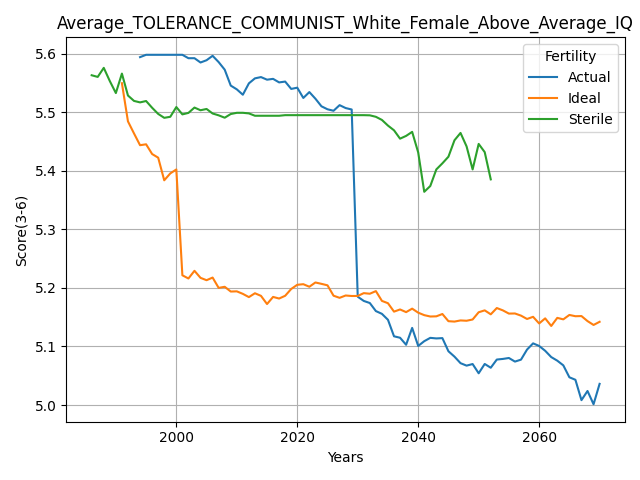 Average_TOLERANCE_COMMUNIST_White_Female_Above_Average_IQ
Fertility
Actual
Ideal
Sterile
Score(3-6)
5.6
5.5
5.4
5.3
5.2
5.1
5.0
2000 2020 2040 2060
Years